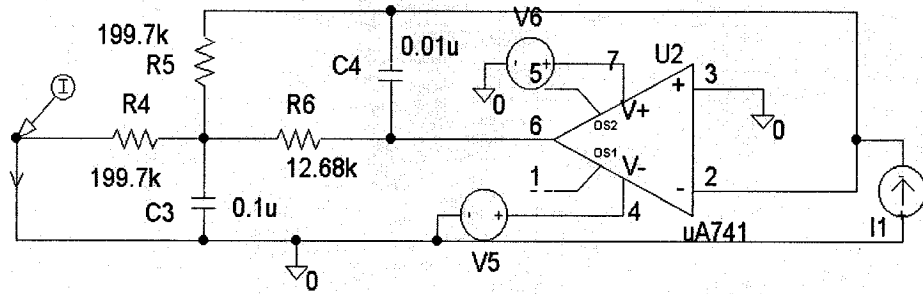 V6
199.7k
R5
C4
0.01u
- +
5
7
U2
3
0
V+
+
0
I
R4
R6
6
OS2
OS1
V-
199.7k
12.68k
1
2
-
C3
0.1u
- +
4
uA741
I1
-
+
V5
0